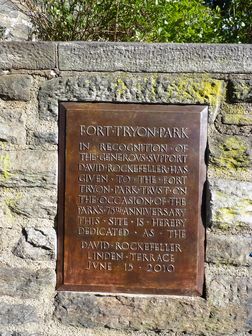 FORT·TRYON·PARK
IN RECOGNITION OF
THE GENEROUS SUPPORT
DAVID·ROCKEFELLER·HAS
GIVEN · TO · THE · FORT
TRYON·PARK·TRUST·ON
THE OCCASION OF THE
PARK'S 75TH ANNIVERSARY
THIS · SITE · IS · HEREBY
DEDICATED · AS · THE
DAVID·ROCKEFELLER
LINDEN·TERRACE
JUNE · 15 · 2010